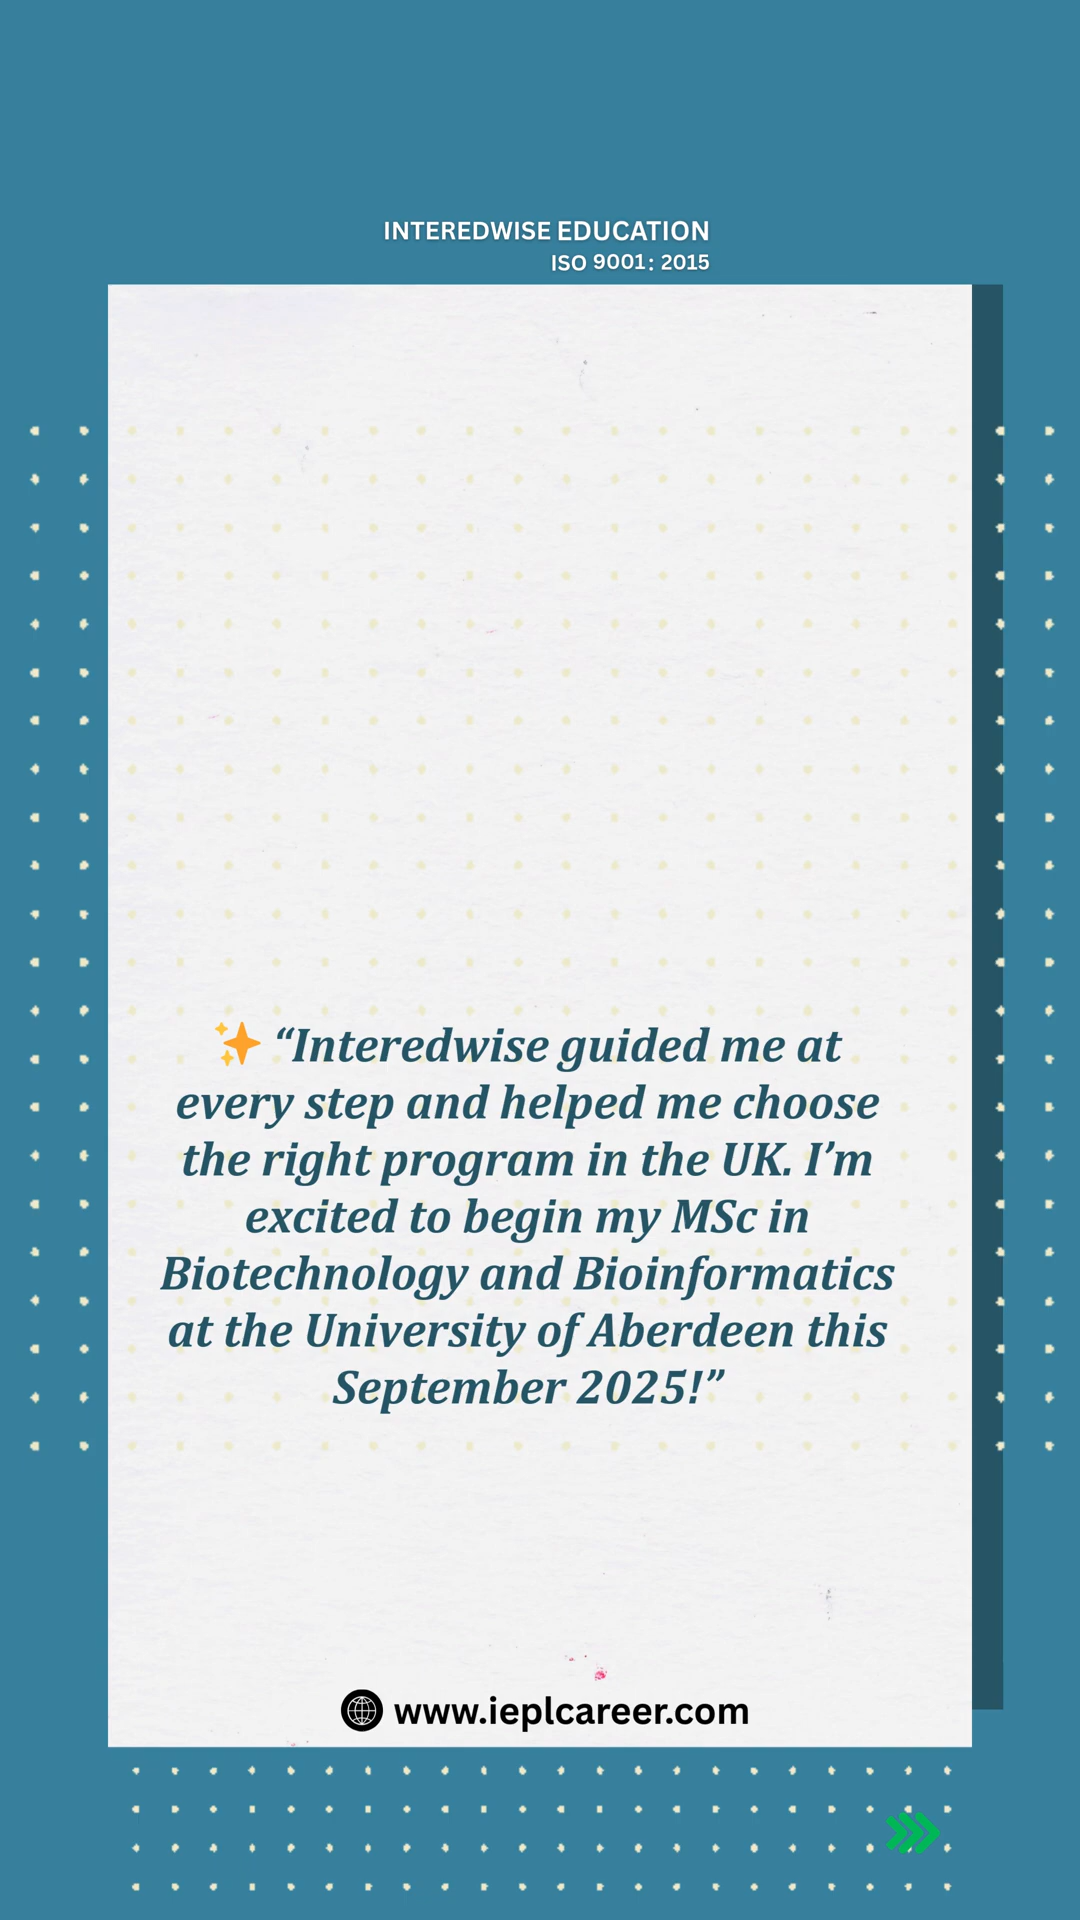 INTEREDWISE EDUCATION
ISO 9001: 2015
✨ “Interedwise guided me at
every step and helped me choose
the right program in the UK. I’m
excited to begin my MSc in
Biotechnology and Bioinformatics
at the University of Aberdeen this
September 2025!”
www.ieplcareer.com